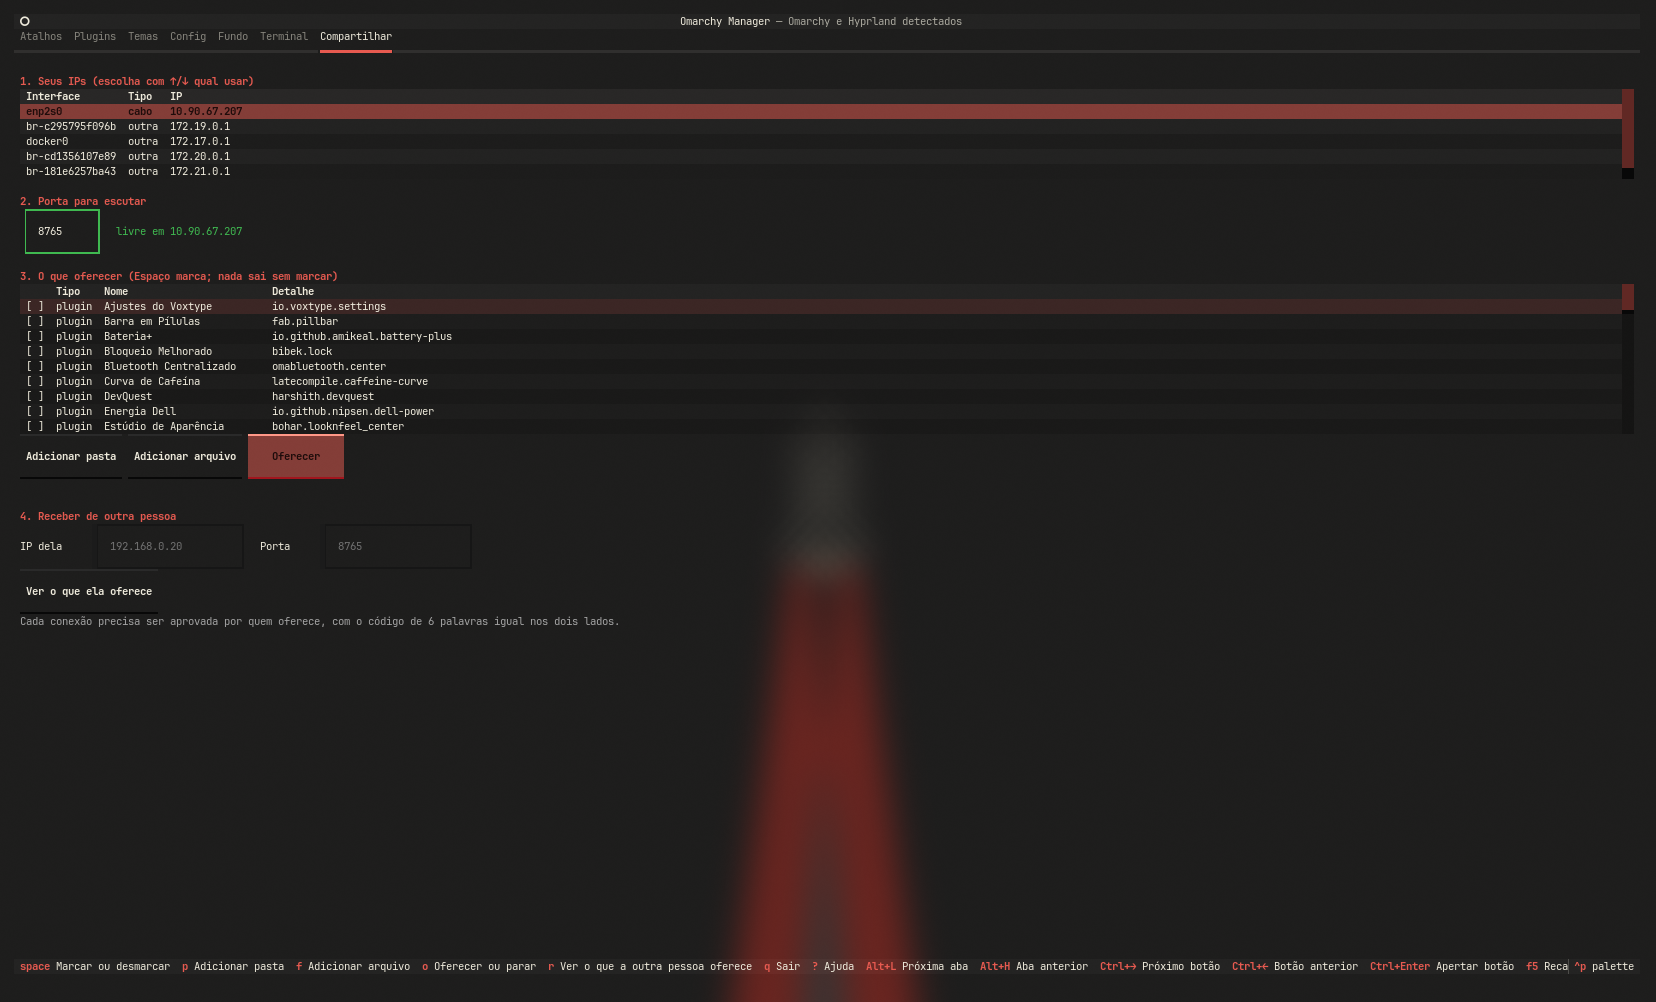 Omarchy Manager — Omarchy e Hyprland detectados
Atalhos Plugins Temas Config Fundo Terminal Compartilhar
1. Seus IPs (escolha com ↑/↓ qual usar)
Interface Tipo IP
enp2s0 cabo 10.90.67.207
br-c295795f096b outra 172.19.0.1
docker0 outra 172.17.0.1
br-cd1356107e89 outra 172.20.0.1
br-181e6257ba43 outra 172.21.0.1
2. Porta para escutar
8765 livre em 10.90.67.207
3. O que oferecer (Espaço marca; nada sai sem marcar)
Tipo Nome Detalhe
[ ] plugin Ajustes do Voxtype io.voxtype.settings
[ ] plugin Barra em Pílulas fab.pillbar
[ ] plugin Bateria+ io.github.amikeal.battery-plus
[ ] plugin Bloqueio Melhorado bibek.lock
[ ] plugin Bluetooth Centralizado omabluetooth.center
[ ] plugin Curva de Cafeína latecompile.caffeine-curve
[ ] plugin DevQuest harshith.devquest
[ ] plugin Energia Dell io.github.nipsen.dell-power
[ ] plugin Estúdio de Aparência bohar.looknfeel_center
Adicionar pasta Adicionar arquivo Oferecer
4. Receber de outra pessoa
IP dela 192.168.0.20 Porta 8765
Ver o que ela oferece
Cada conexão precisa ser aprovada por quem oferece, com o código de 6 palavras igual nos dois lados.
space Marcar ou desmarcar p Adicionar pasta f Adicionar arquivo o Oferecer ou parar r Ver o que a outra pessoa oferece q Sair ? Ajuda Alt+L Próxima aba Alt+H Aba anterior Ctrl+→ Próximo botão Ctrl+← Botão anterior Ctrl+Enter Apertar botão f5 Reca ^p palette